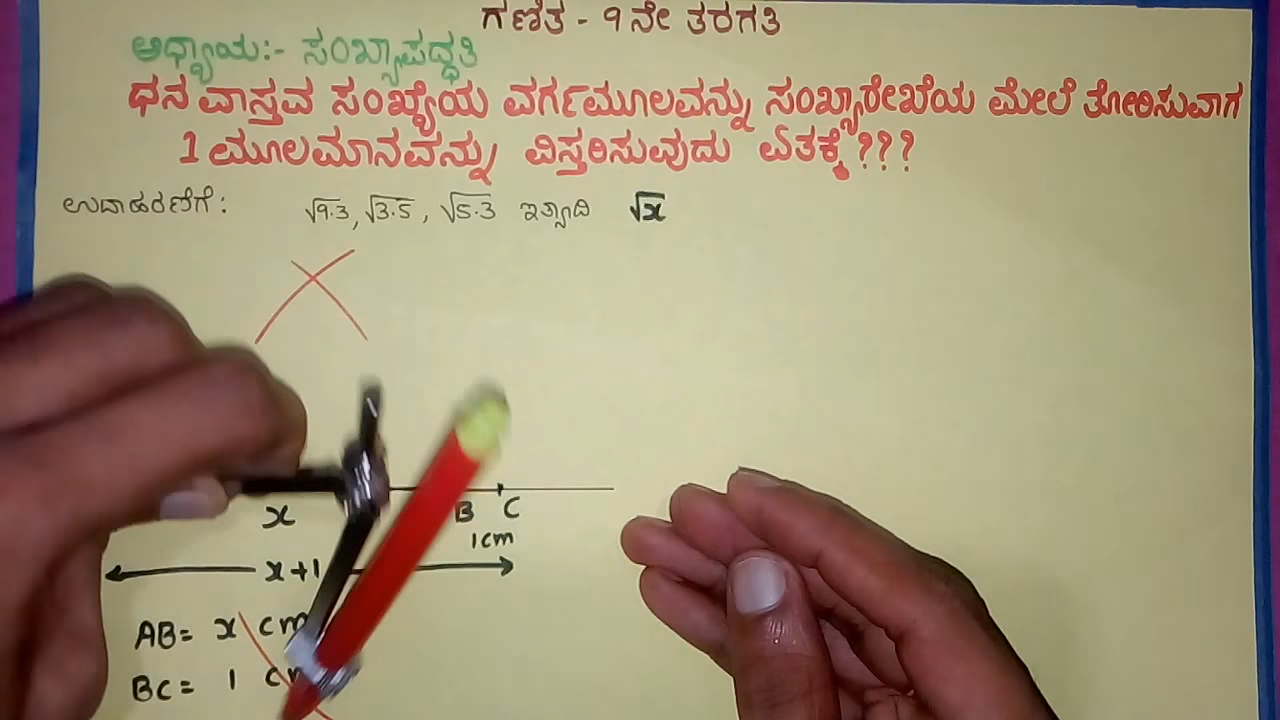 ಗಣಿತ - 9 ನೇ ತರಗತಿ
ಅಧ್ಯಾಯ:- ಸಂಖ್ಯಾಪದ್ಧತಿ
ಧನ ವಾಸ್ತವ ಸಂಖ್ಯೆಯ ವರ್ಗಮೂಲವನ್ನು ಸಂಖ್ಯಾರೇಖೆಯ ಮೇಲೆ ತೋರಿಸುವಾಗ
1 ಮೂಲಮಾನವನ್ನು ವಿಸ್ತರಿಸುವುದು ಏತಕ್ಕೆ???
ಉದಾಹರಣೆಗೆ: √9.3, √3.5, √5.3 ಇತ್ಯಾದಿ √x
x B C
1cm
x+1
AB= x cm
BC= 1 cm